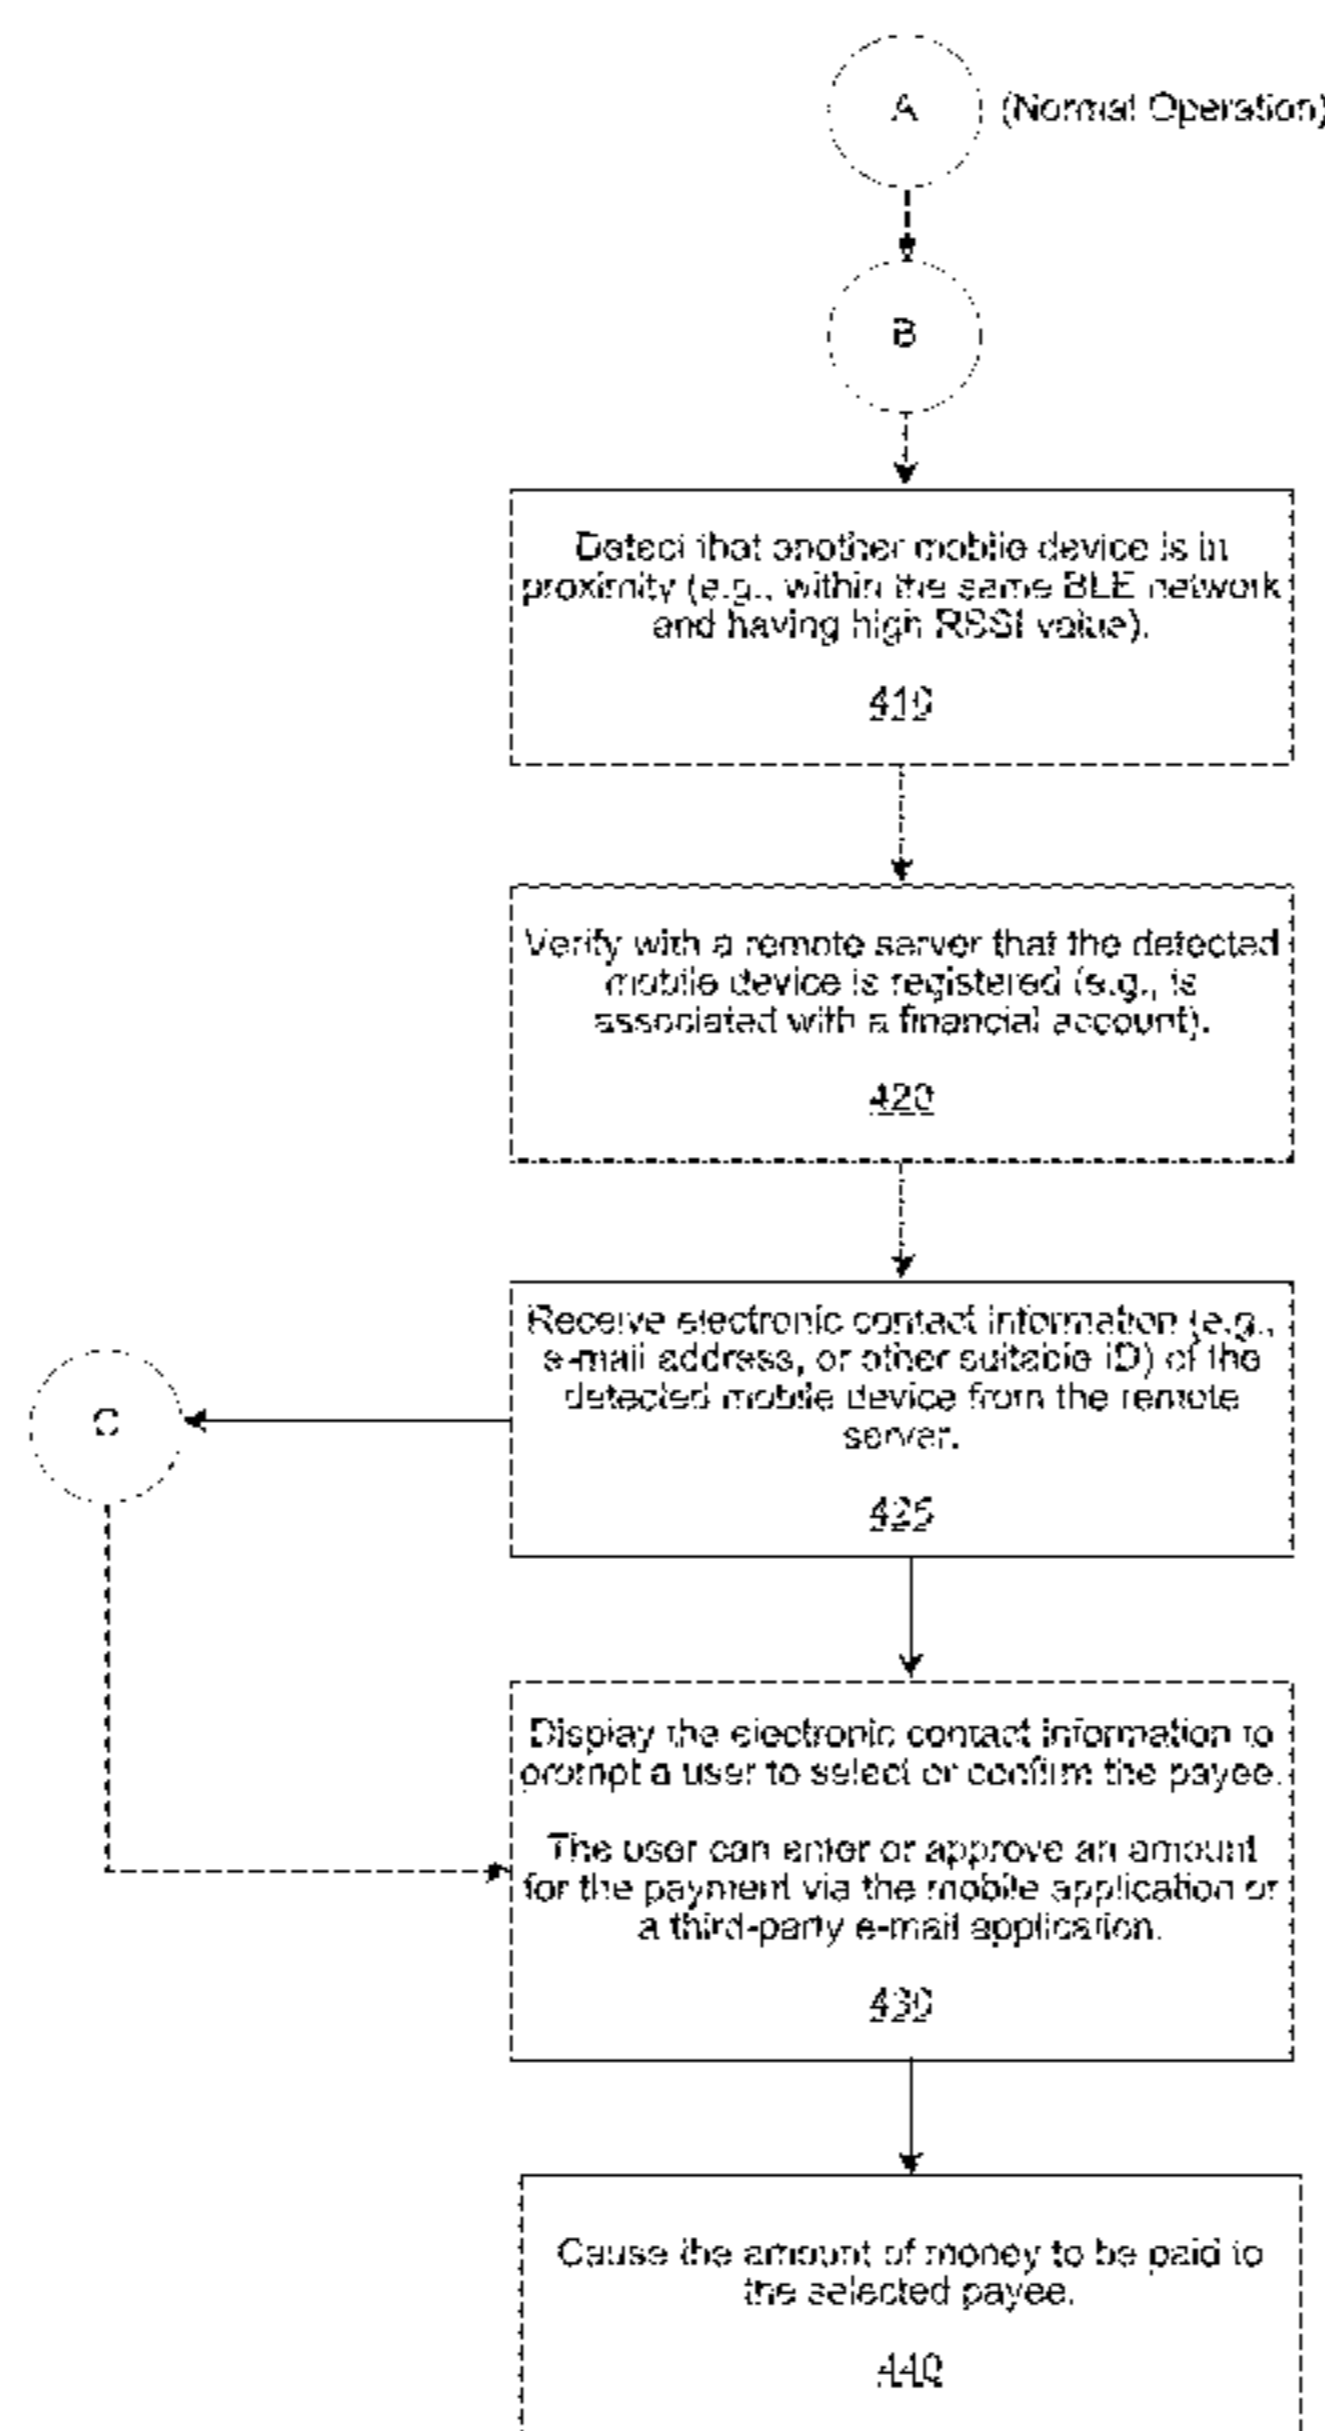 A (Normal Operation)
B
Detect that another mobile device is in
proximity (e.g., within the same BLE network
and having high RSSI value).
410
Verify with a remote server that the detected
mobile device is registered (e.g., is
associated with a financial account).
420
Receive electronic contact information (e.g.,
e-mail address, or other suitable ID) of the
detected mobile device from the remote
server.
425
C
Display the electronic contact information to
prompt a user to select or confirm the payee.
The user can enter or approve an amount
for the payment via the mobile application or
a third-party e-mail application.
430
Cause the amount of money to be paid to
the selected payee.
440